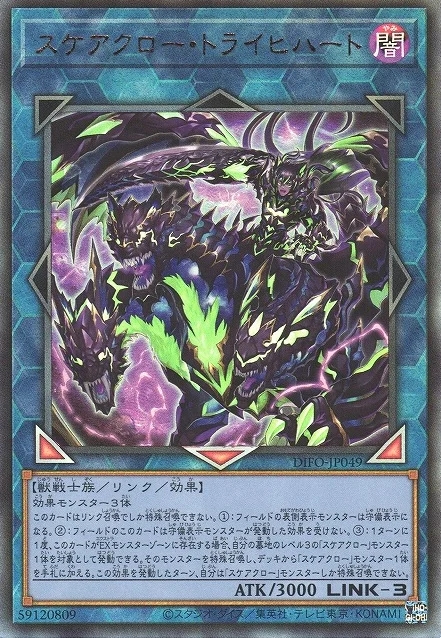 スケアクロー・トライヒハート
闇
やみ
DIFO-JP049
【獣戦士族／リンク／効果】
効果モンスター3体
このカードはリンク召喚でしか特殊召喚できない。①：フィールドの表側表示モンスターは守備表示に
なる。②：フィールドのこのカードは守備表示モンスターが発動した効果を受けない。③：1ターンに
1度、このカードがEXモンスターゾーンに存在する場合、自分の墓地のレベル3の「スケアクロー」モンスター
1体を対象として発動できる。そのモンスターを特殊召喚し、デッキから「スケアクロー」モンスター1体
を手札に加える。この効果を発動したターン、自分は「スケアクロー」モンスターしか特殊召喚できない。
ATK/3000 LINK-3
59120809
©スタジオ・ダイス／集英社・テレビ東京・KONAMI